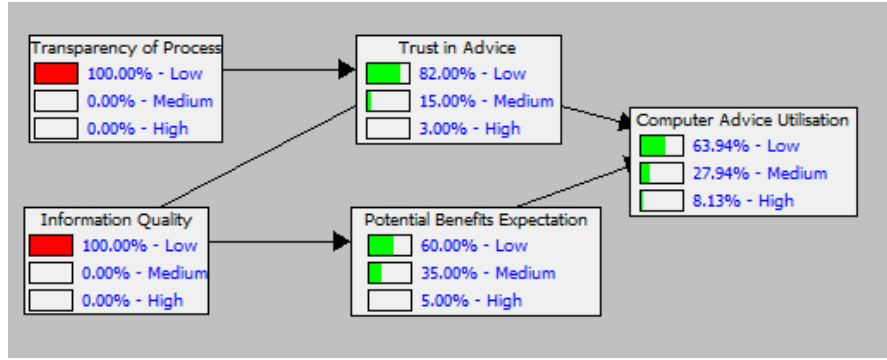 Transparency of Process
100.00% - Low
0.00% - Medium
0.00% - High
Trust in Advice
82.00% - Low
15.00% - Medium
3.00% - High
Computer Advice Utilisation
63.94% - Low
27.94% - Medium
8.13% - High
Information Quality
100.00% - Low
0.00% - Medium
0.00% - High
Potential Benefits Expectation
60.00% - Low
35.00% - Medium
5.00% - High